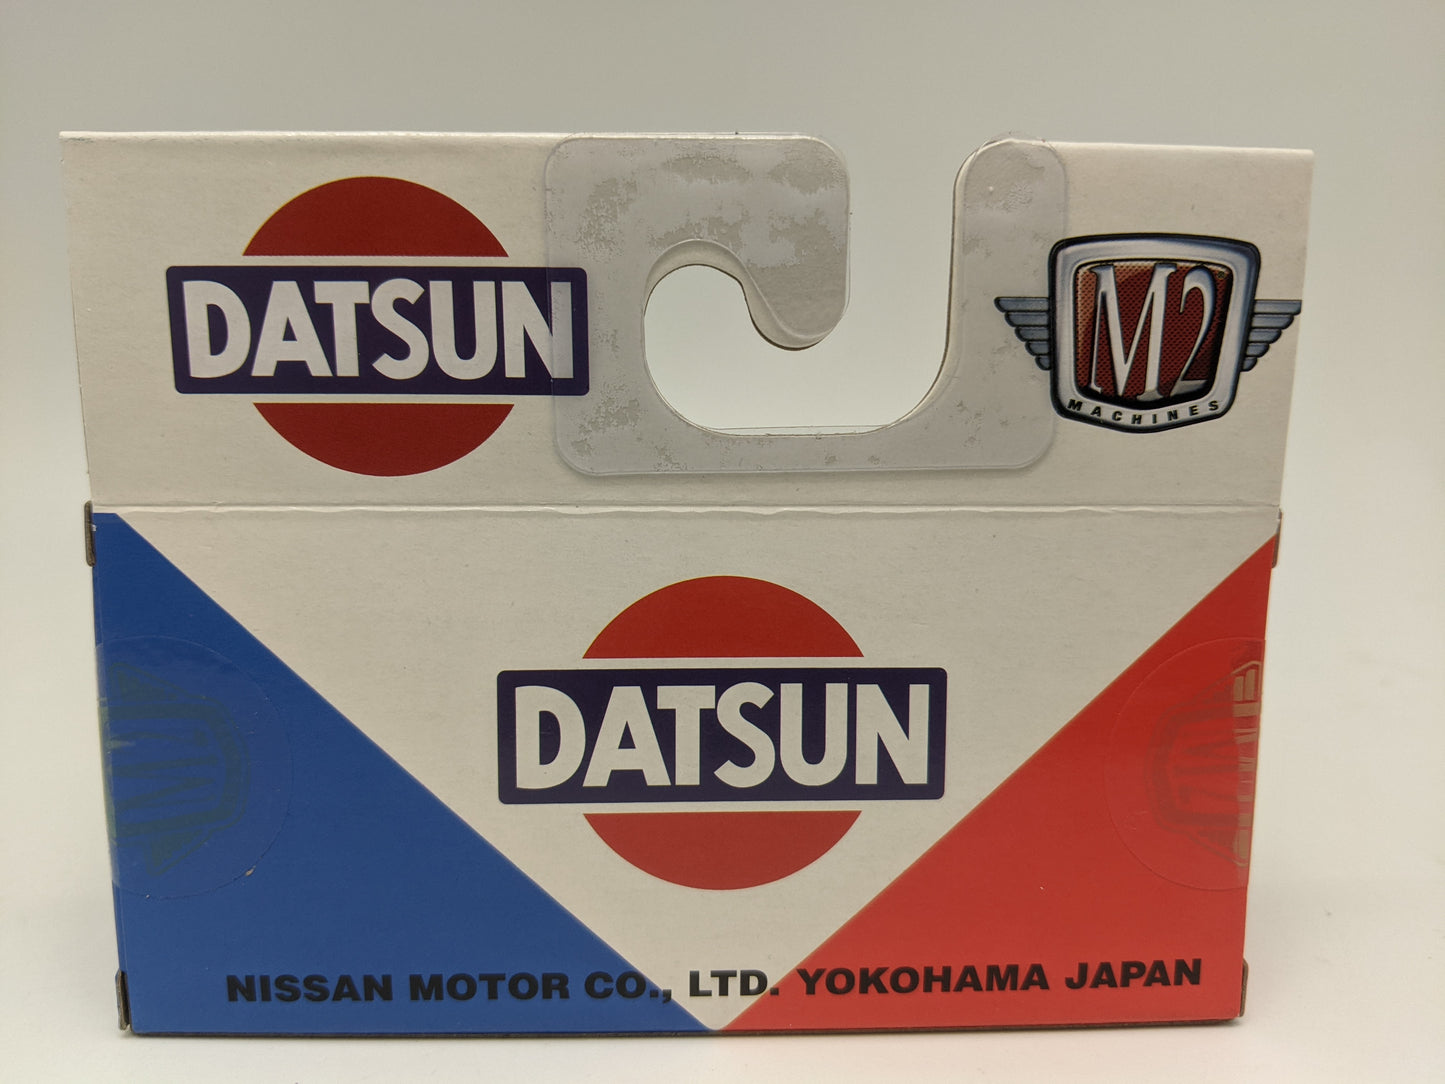 DATSUN
M2
MACHINES
DATSUN
NISSAN MOTOR CO., LTD. YOKOHAMA JAPAN